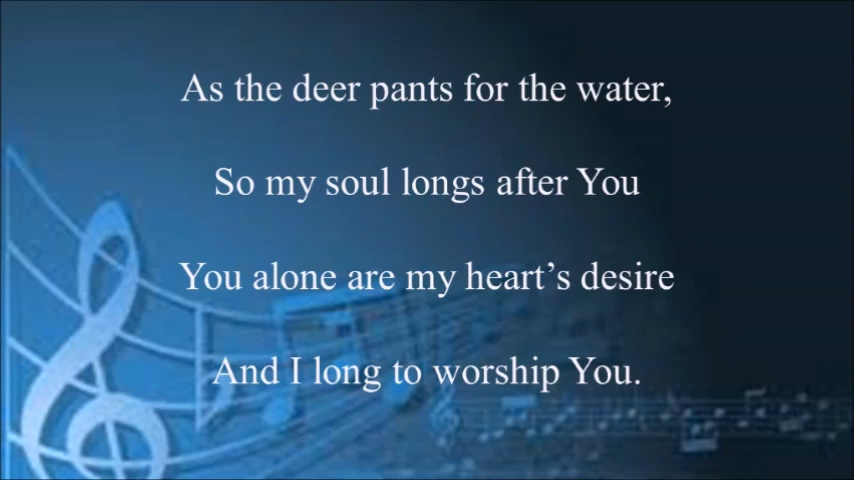 As the deer pants for the water,
So my soul longs after You
You alone are my heart’s desire
And I long to worship You.